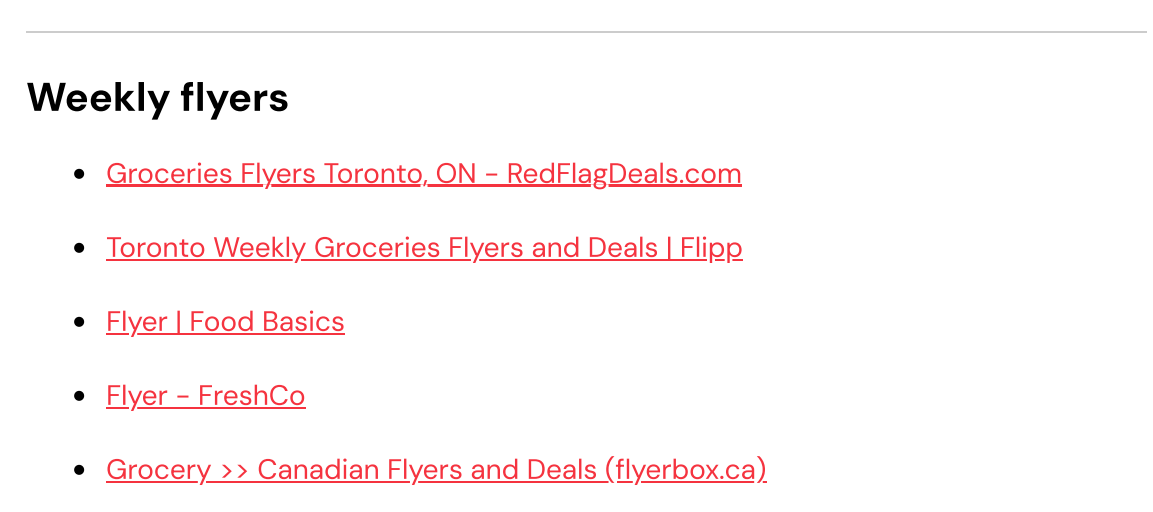 Weekly flyers
Groceries Flyers Toronto, ON - RedFlagDeals.com
Toronto Weekly Groceries Flyers and Deals | Flipp
Flyer | Food Basics
Flyer - FreshCo
Grocery >> Canadian Flyers and Deals (flyerbox.ca)